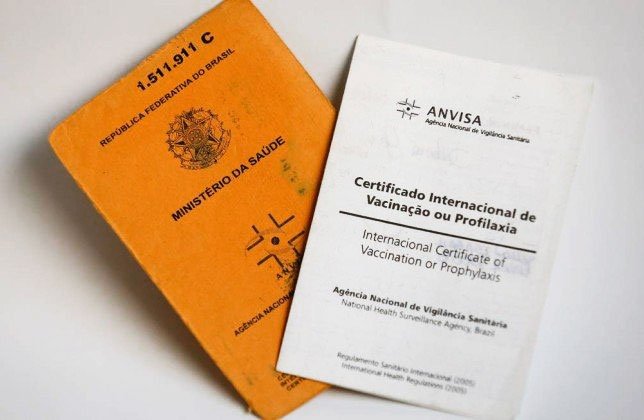 1.511.911 C
REPÚBLICA FEDERATIVA DO BRASIL
MINISTÉRIO DA SAÚDE
AGÊNCIA NACIONAL
ANVISA
Agência Nacional de Vigilância Sanitária
Certificado Internacional de
Vacinação ou Profilaxia
Internacional Certificate of
Vaccination or Prophylaxis
Agência Nacional de Vigilância Sanitária
National Health Surveillance Agency, Brazil
Regulamento Sanitário Internacional (2005)
International Health Regulations (2005)